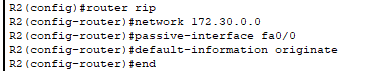 R2(config)#router rip
R2(config-router)#network 172.30.0.0
R2(config-router)#passive-interface fa0/0
R2(config-router)#default-information originate
R2(config-router)#end